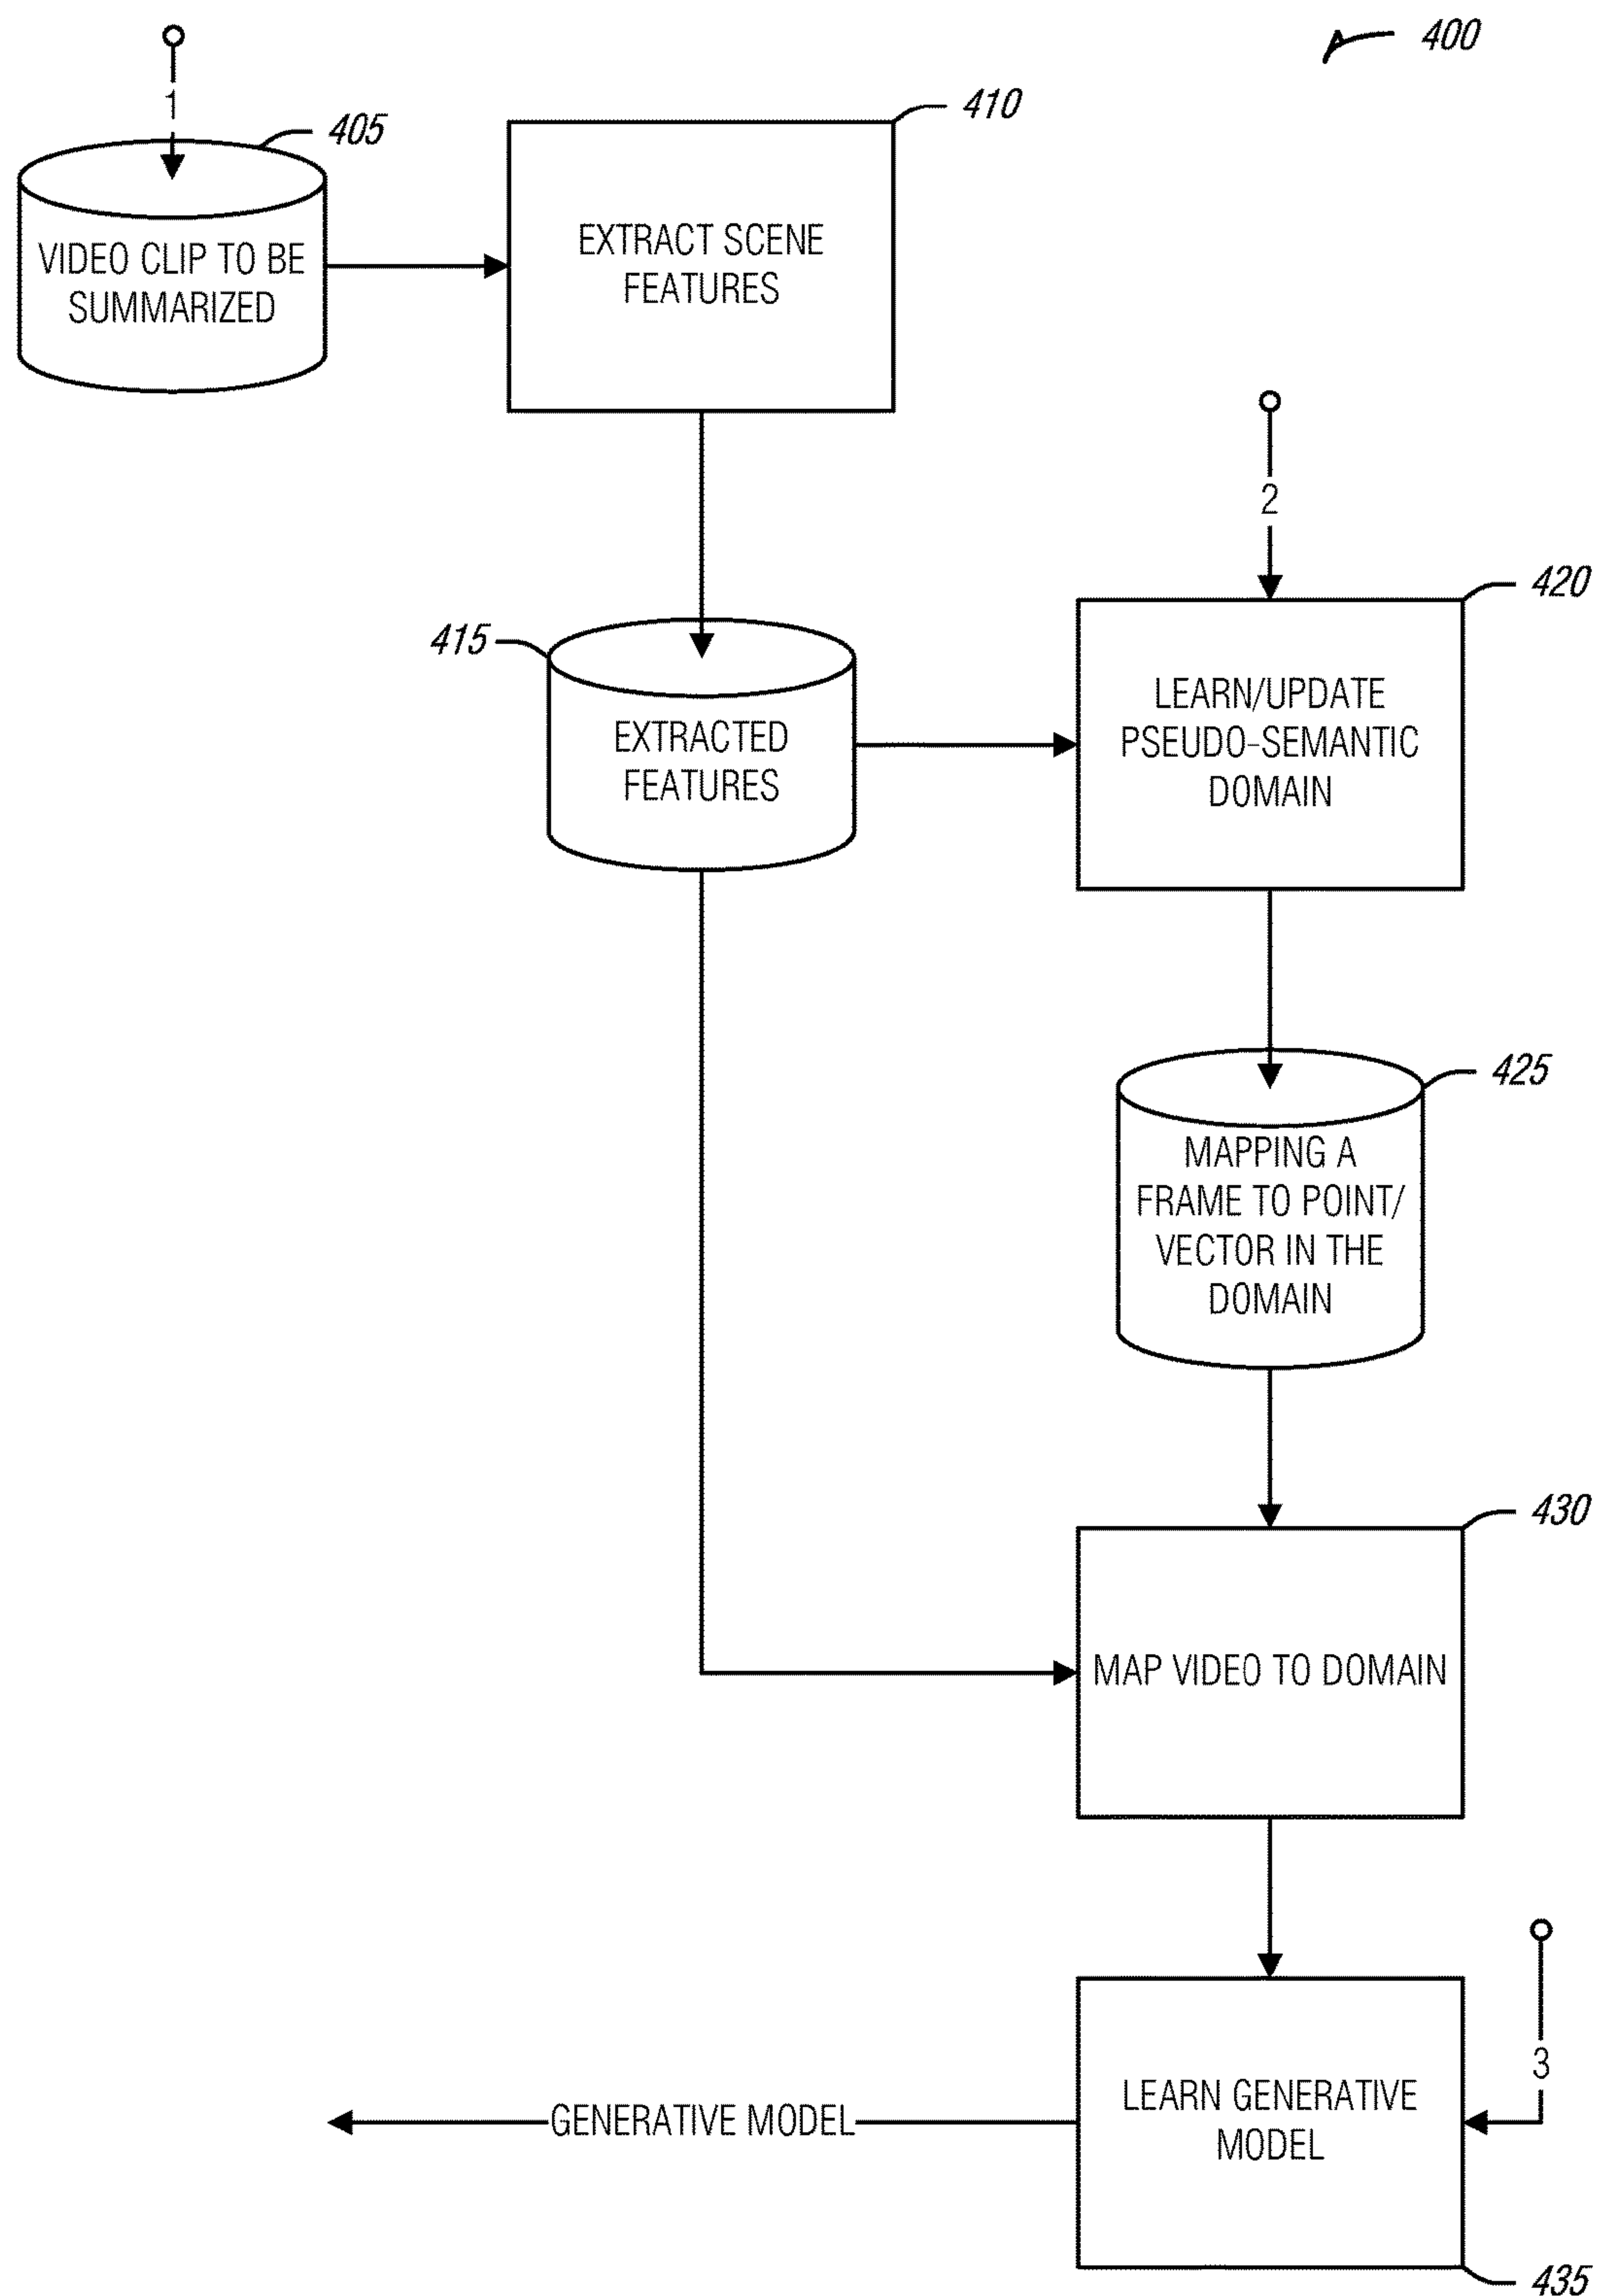 400
1
405
VIDEO CLIP TO BE
SUMMARIZED
410
EXTRACT SCENE
FEATURES
2
415
EXTRACTED
FEATURES
420
LEARN/UPDATE
PSEUDO-SEMANTIC
DOMAIN
425
MAPPING A
FRAME TO POINT/
VECTOR IN THE
DOMAIN
430
MAP VIDEO TO DOMAIN
3
LEARN GENERATIVE
MODEL
435
GENERATIVE MODEL